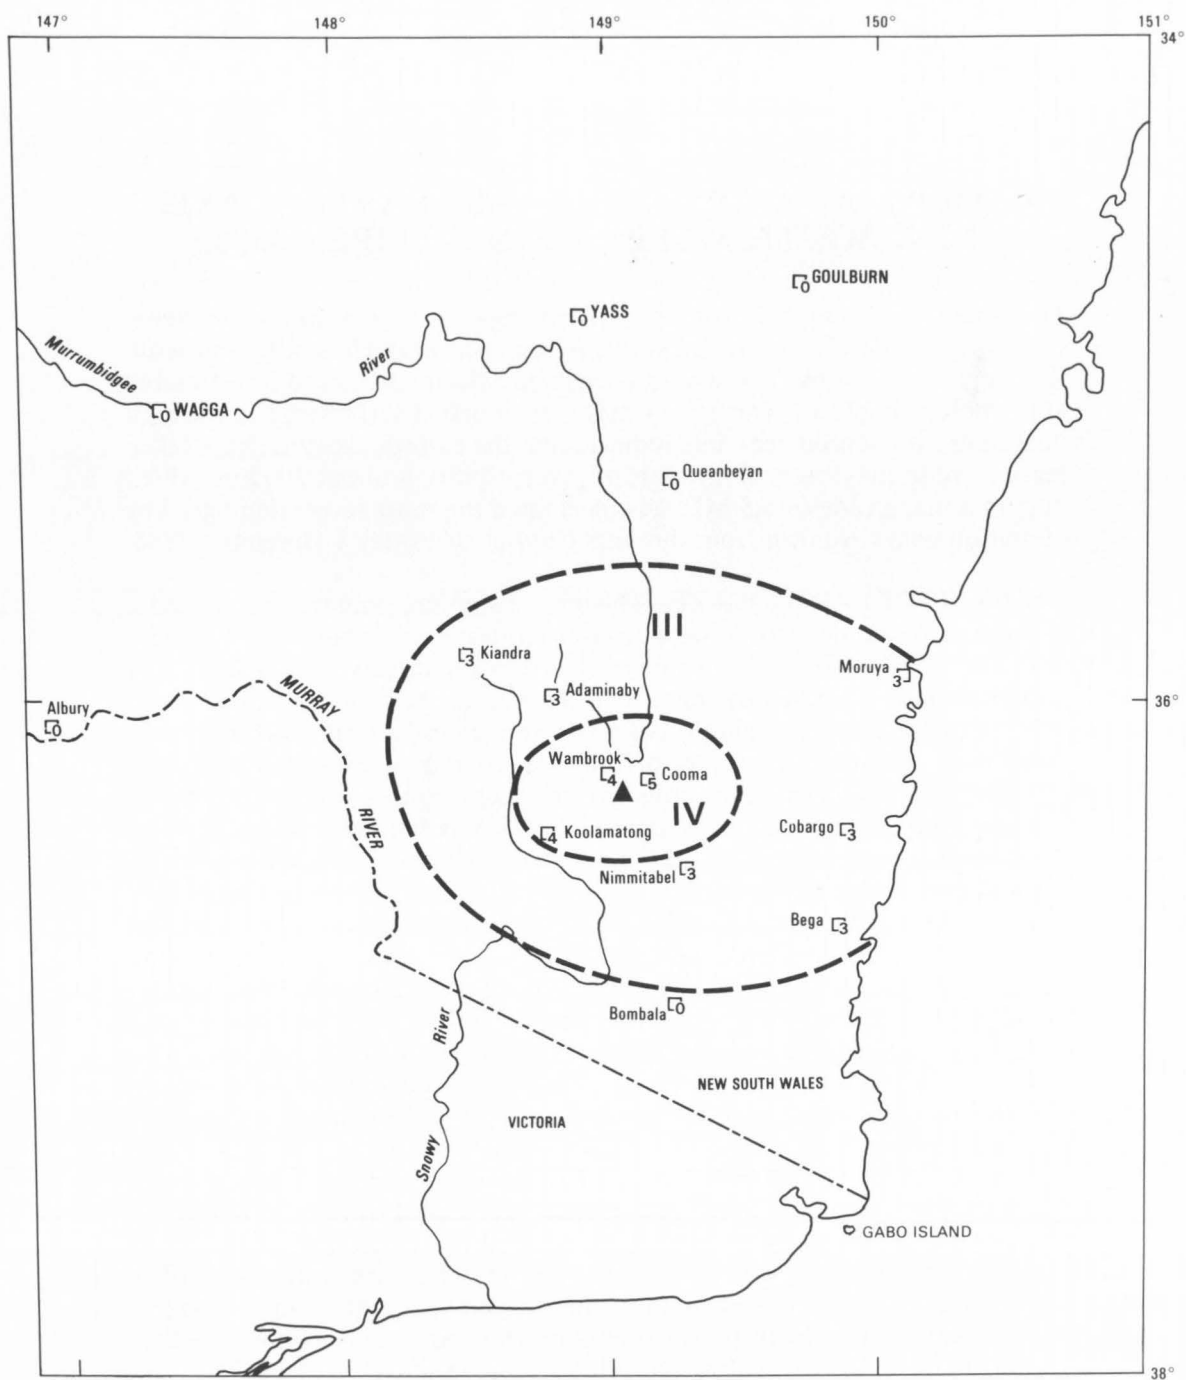 147°
148°
149°
150°
151°
34°
0 GOULBURN
0 YASS
Murrumbidgee
River
0 WAGGA
Queanbeyan
0
III
3 Kiandra
Moruya
3
Adaminaby
3
MURRAY
36°
Albury
0
Wambrook
4
Cooma
5
IV
RIVER
Koolamatong
4
Cobargo
3
Nimmitabel
3
Bega
3
Bombala
0
River
NEW SOUTH WALES
VICTORIA
Snowy
GABO ISLAND
38°